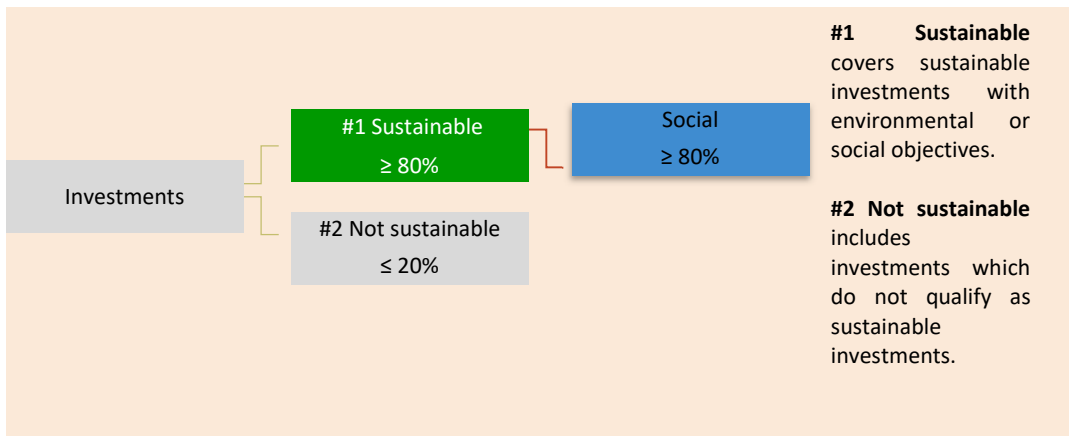 Investments
#1 Sustainable
≥ 80%
Social
≥ 80%
#2 Not sustainable
≤ 20%
#1 Sustainable
covers sustainable
investments with
environmental or
social objectives.
#2 Not sustainable
includes
investments which
do not qualify as
sustainable
investments.